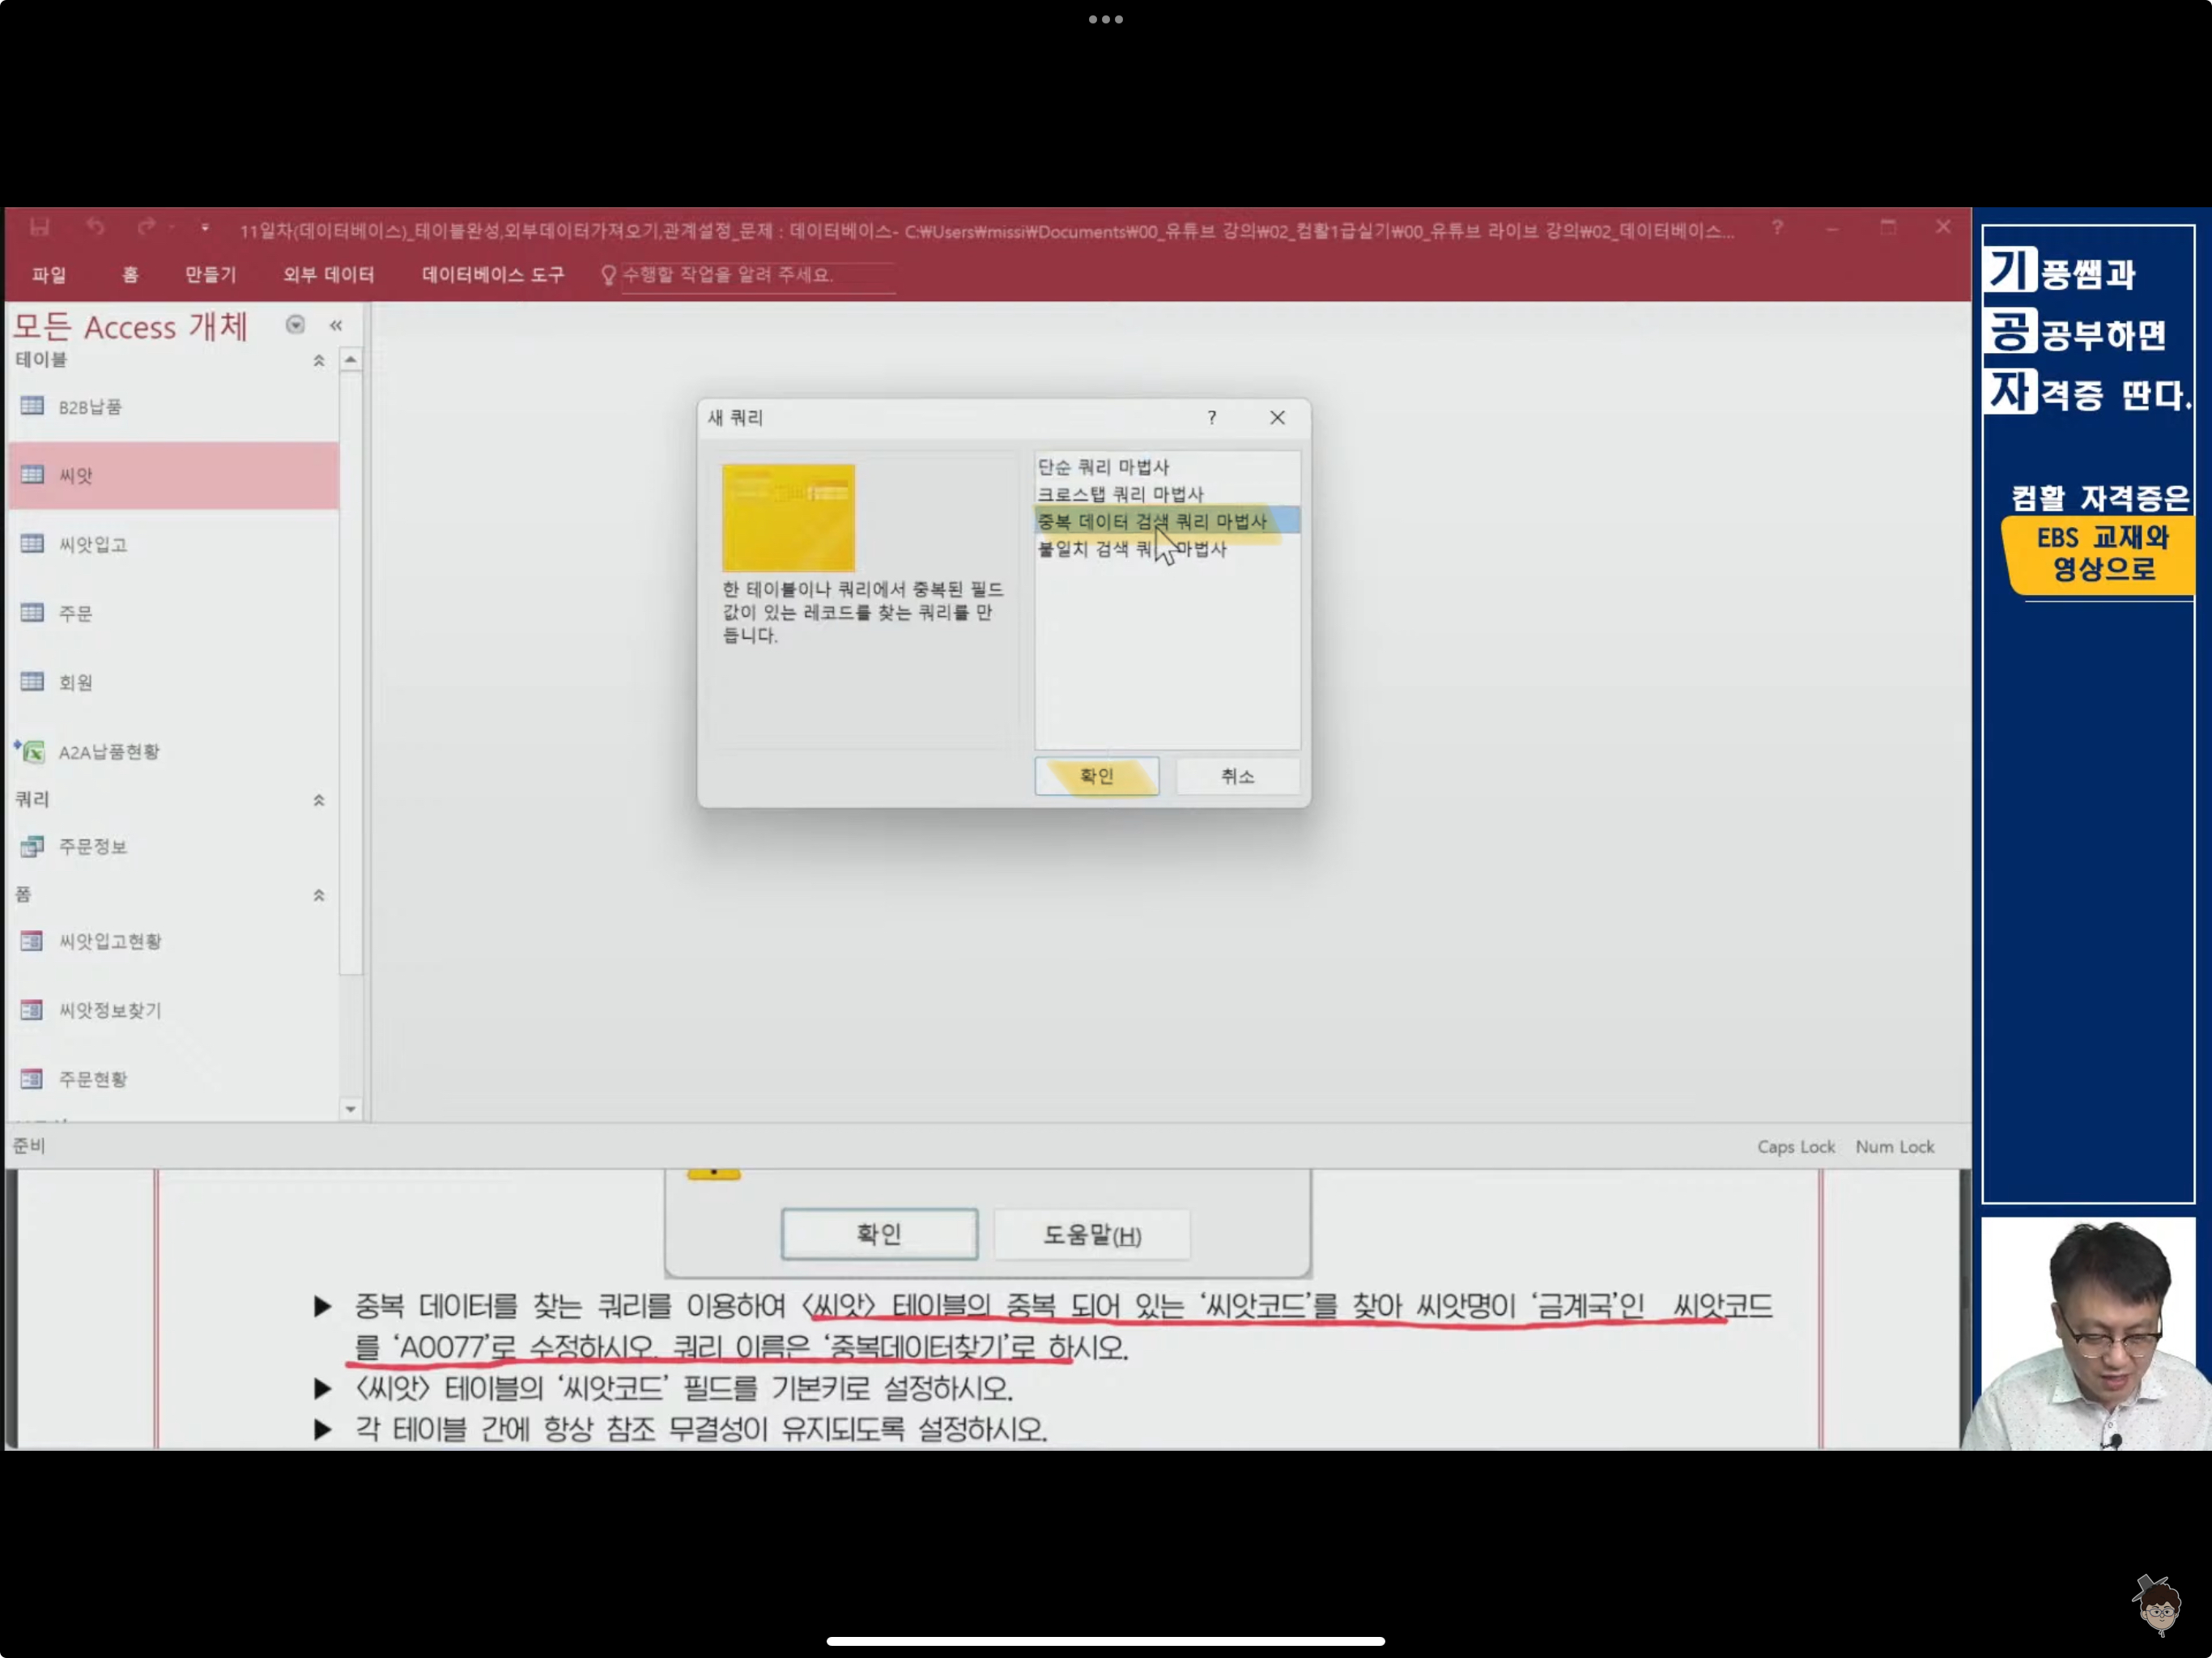 11일차(데이터베이스)_테이블완성,외부데이터가져오기,관계설정_문제 : 데이터베이스- C:₩Users₩missi₩Documents₩00_유튜브 강의₩02_컴활1급실기₩00_유튜브 라이브 강의₩02_데이터베이스...
파일 홈 만들기 외부 데이터 데이터베이스 도구 수행할 작업을 알려 주세요.
모든 Access 개체
테이블
B2B납품
씨앗
씨앗입고
주문
회원
A2A납품현황
쿼리
주문정보
폼
씨앗입고현황
씨앗정보찾기
주문현황
준비
Caps Lock Num Lock
새 쿼리
단순 쿼리 마법사
크로스탭 쿼리 마법사
중복 데이터 검색 쿼리 마법사
불일치 검색 쿼 마법사
한 테이블이나 쿼리에서 중복된 필드
값이 있는 레코드를 찾는 쿼리를 만
듭니다.
확인 취소
확인 도움말(H)
▶ 중복 데이터를 찾는 쿼리를 이용하여 〈씨앗〉 테이블의 중복 되어 있는 ‘씨앗코드’를 찾아 씨앗명이 ‘금계국’인 씨앗코드
를 ‘A0077’로 수정하시오. 쿼리 이름은 ‘중복데이터찾기’로 하시오.
▶ 〈씨앗〉 테이블의 ‘씨앗코드’ 필드를 기본키로 설정하시오.
▶ 각 테이블 간에 항상 참조 무결성이 유지되도록 설정하시오.
기풍쌤과
공공부하면
자격증 딴다.
컴활 자격증은
EBS 교재와
영상으로